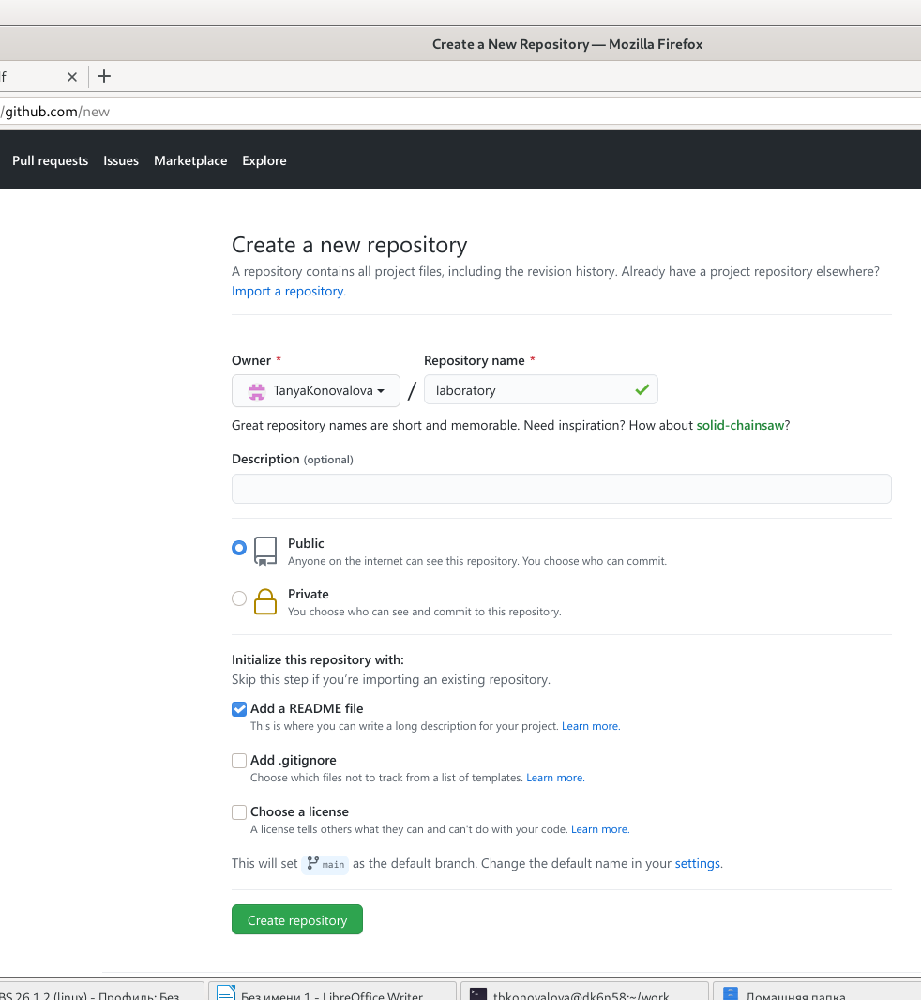 Create a New Repository — Mozilla Firefox
lf
/github.com/new
Pull requests Issues Marketplace Explore
Create a new repository
A repository contains all project files, including the revision history. Already have a project repository elsewhere?
Import a repository.
Owner * Repository name *
TanyaKonovalova / laboratory
Great repository names are short and memorable. Need inspiration? How about solid-chainsaw?
Description (optional)
Public
Anyone on the internet can see this repository. You choose who can commit.
Private
You choose who can see and commit to this repository.
Initialize this repository with:
Skip this step if you’re importing an existing repository.
Add a README file
This is where you can write a long description for your project. Learn more.
Add .gitignore
Choose which files not to track from a list of templates. Learn more.
Choose a license
A license tells others what they can and can't do with your code. Learn more.
This will set main as the default branch. Change the default name in your settings.
Create repository
BS 26.1.2 (linux) - Профиль: Без Без имени 1 - LibreOffice Writer tbkonovalova@dk6n58:~/work Домашняя папка